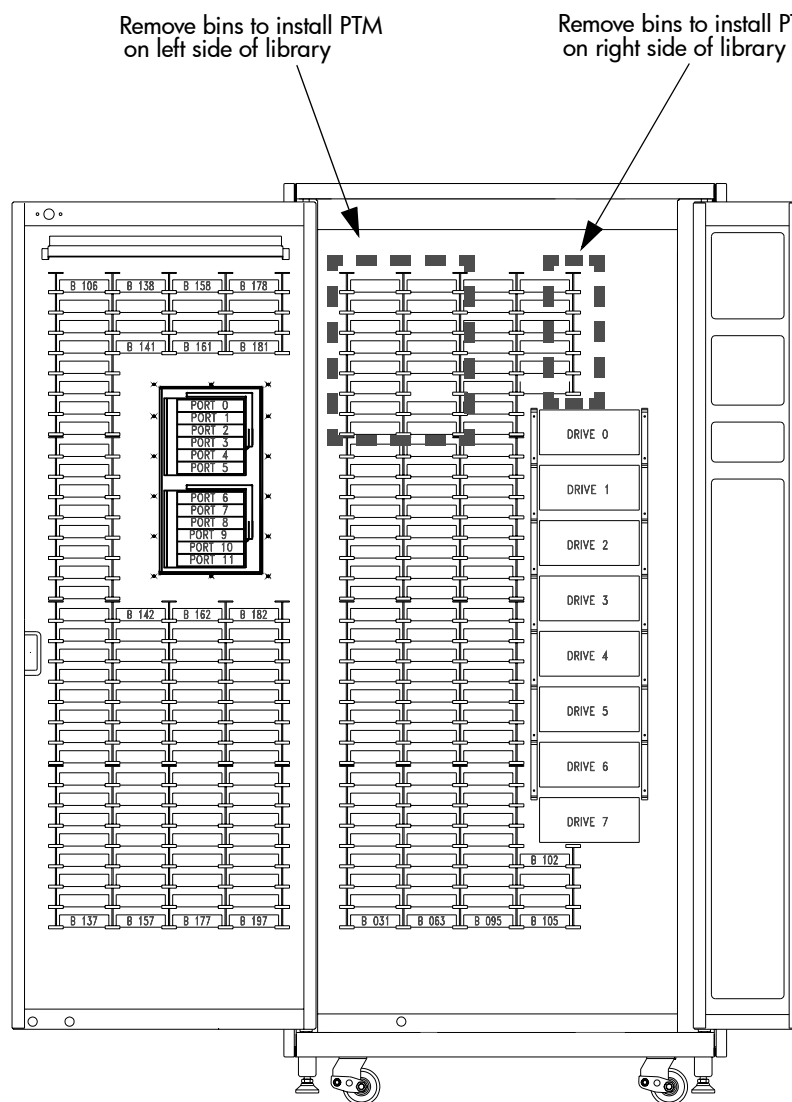 Remove bins to install PTM
on left side of library
Remove bins to install PT
on right side of library
B 106 B 138 B 158 B 178
B 141 B 161 B 181
PORT 0
PORT 1
PORT 2
PORT 3
PORT 4
PORT 5
PORT 6
PORT 7
PORT 8
PORT 9
PORT 10
PORT 11
B 142 B 162 B 182
B 137 B 157 B 177 B 197
DRIVE 0
DRIVE 1
DRIVE 2
DRIVE 3
DRIVE 4
DRIVE 5
DRIVE 6
DRIVE 7
B 102
B 031 B 063 B 095 B 105